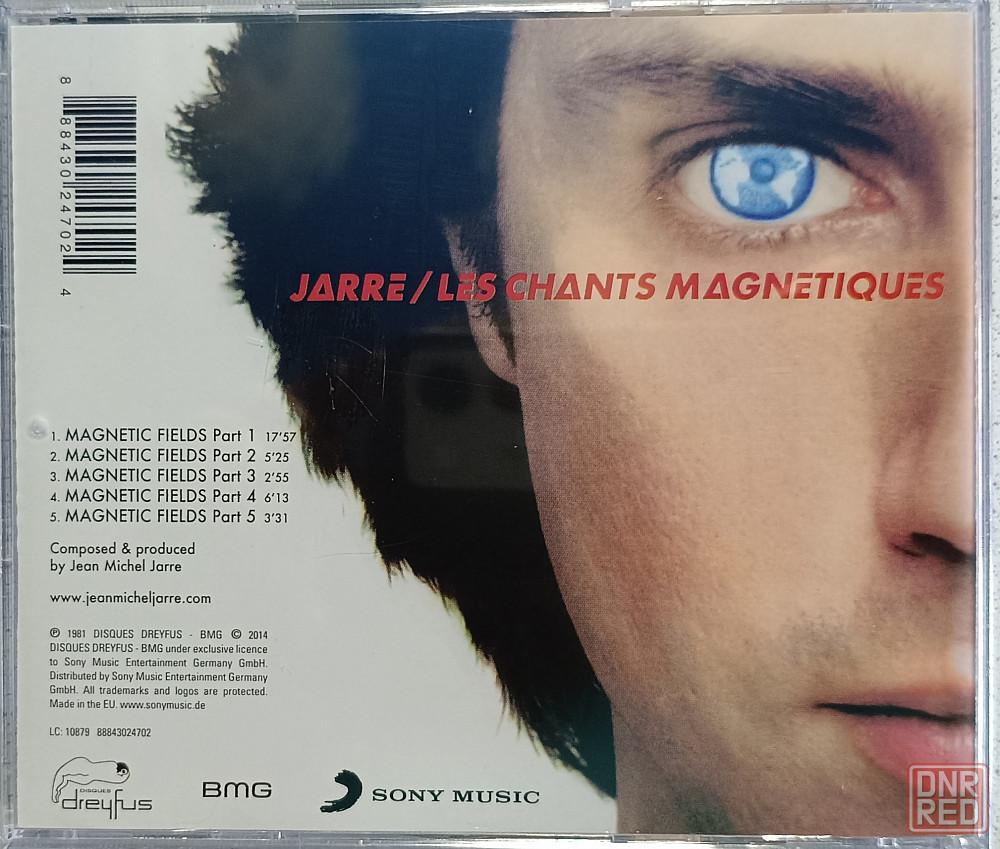 8 88430 24702 4
JARRE / LES CHANTS MAGNETIQUES
1. MAGNETIC FIELDS Part 1 17'57
2. MAGNETIC FIELDS Part 2 5'25
3. MAGNETIC FIELDS Part 3 2'55
4. MAGNETIC FIELDS Part 4 6'13
5. MAGNETIC FIELDS Part 5 3'31
Composed & produced
by Jean Michel Jarre
www.jeanmicheljarre.com
℗ 1981 DISQUES DREYFUS - BMG © 2014
DISQUES DREYFUS - BMG under exclusive licence
to Sony Music Entertainment Germany GmbH.
Distributed by Sony Music Entertainment Germany
GmbH. All trademarks and logos are protected.
Made in the EU. www.sonymusic.de
LC: 10879 88843024702
DISQUES
dreyfus
BMG
SONY MUSIC
DNR
RED